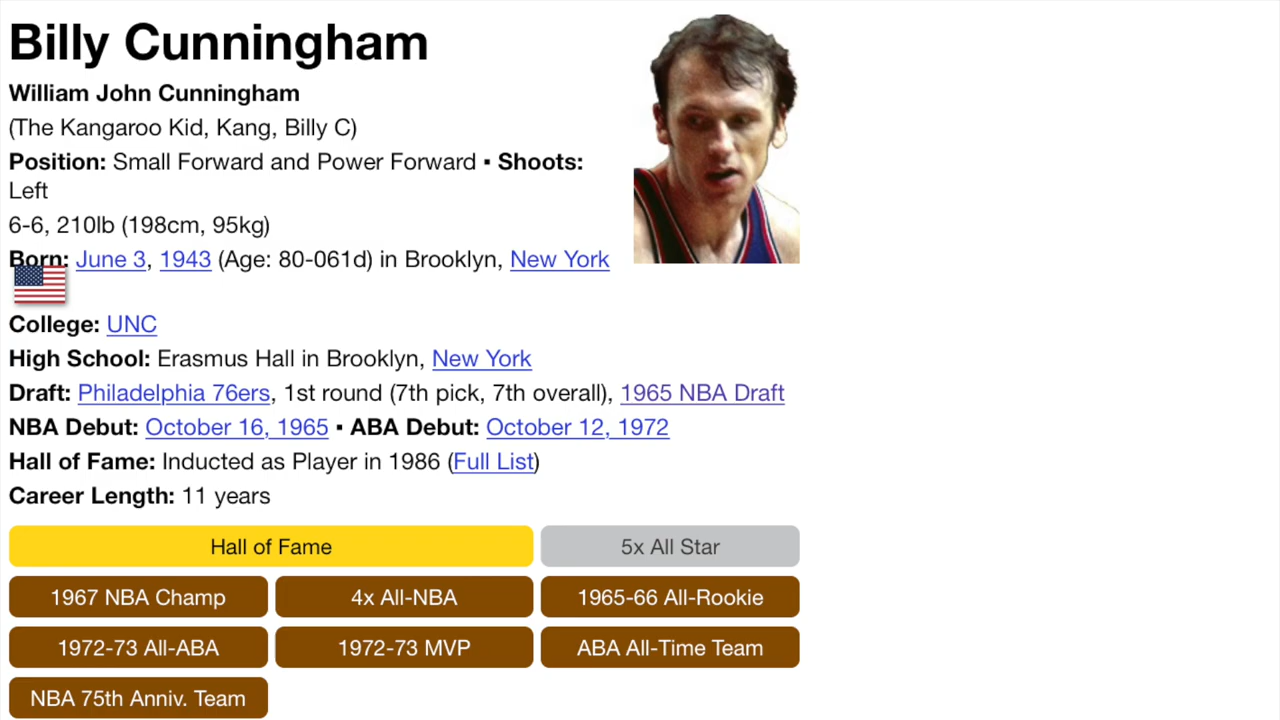 Billy Cunningham
William John Cunningham
(The Kangaroo Kid, Kang, Billy C)
Position: Small Forward and Power Forward ▪ Shoots:
Left
6-6, 210lb (198cm, 95kg)
Born: June 3, 1943 (Age: 80-061d) in Brooklyn, New York
College: UNC
High School: Erasmus Hall in Brooklyn, New York
Draft: Philadelphia 76ers, 1st round (7th pick, 7th overall), 1965 NBA Draft
NBA Debut: October 16, 1965 ▪ ABA Debut: October 12, 1972
Hall of Fame: Inducted as Player in 1986 (Full List)
Career Length: 11 years
Hall of Fame 5x All Star
1967 NBA Champ 4x All-NBA 1965-66 All-Rookie
1972-73 All-ABA 1972-73 MVP ABA All-Time Team
NBA 75th Anniv. Team